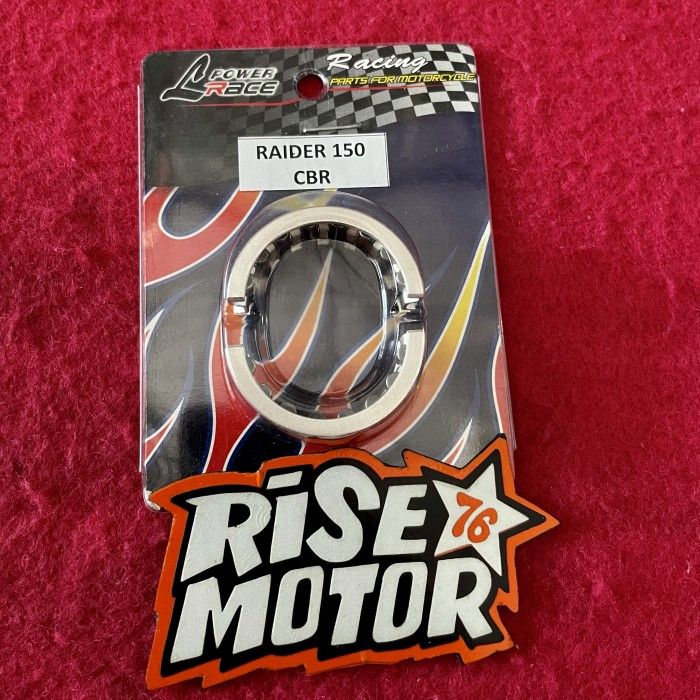 L POWER RACE
Racing
PARTS FOR MOTORCYCLE
RAIDER 150
CBR
RiSE
76
MOTOR